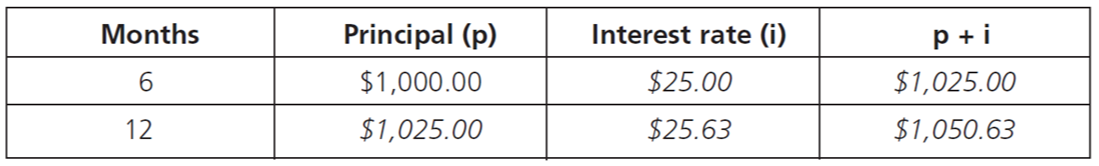 Months Principal (p) Interest rate (i) p + i
6 $1,000.00 $25.00 $1,025.00
12 $1,025.00 $25.63 $1,050.63